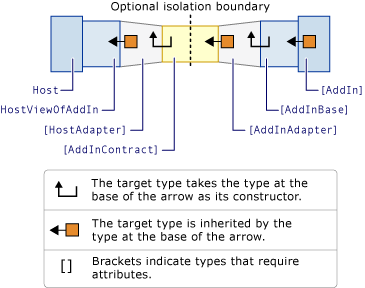 Optional isolation boundary
Host
HostViewOfAddIn
[HostAdapter]
[AddInContract]
[AddIn]
[AddInBase]
[AddInAdapter]
The target type takes the type at the
base of the arrow as its constructor.
The target type is inherited by the
type at the base of the arrow.
[ ] Brackets indicate types that require
attributes.